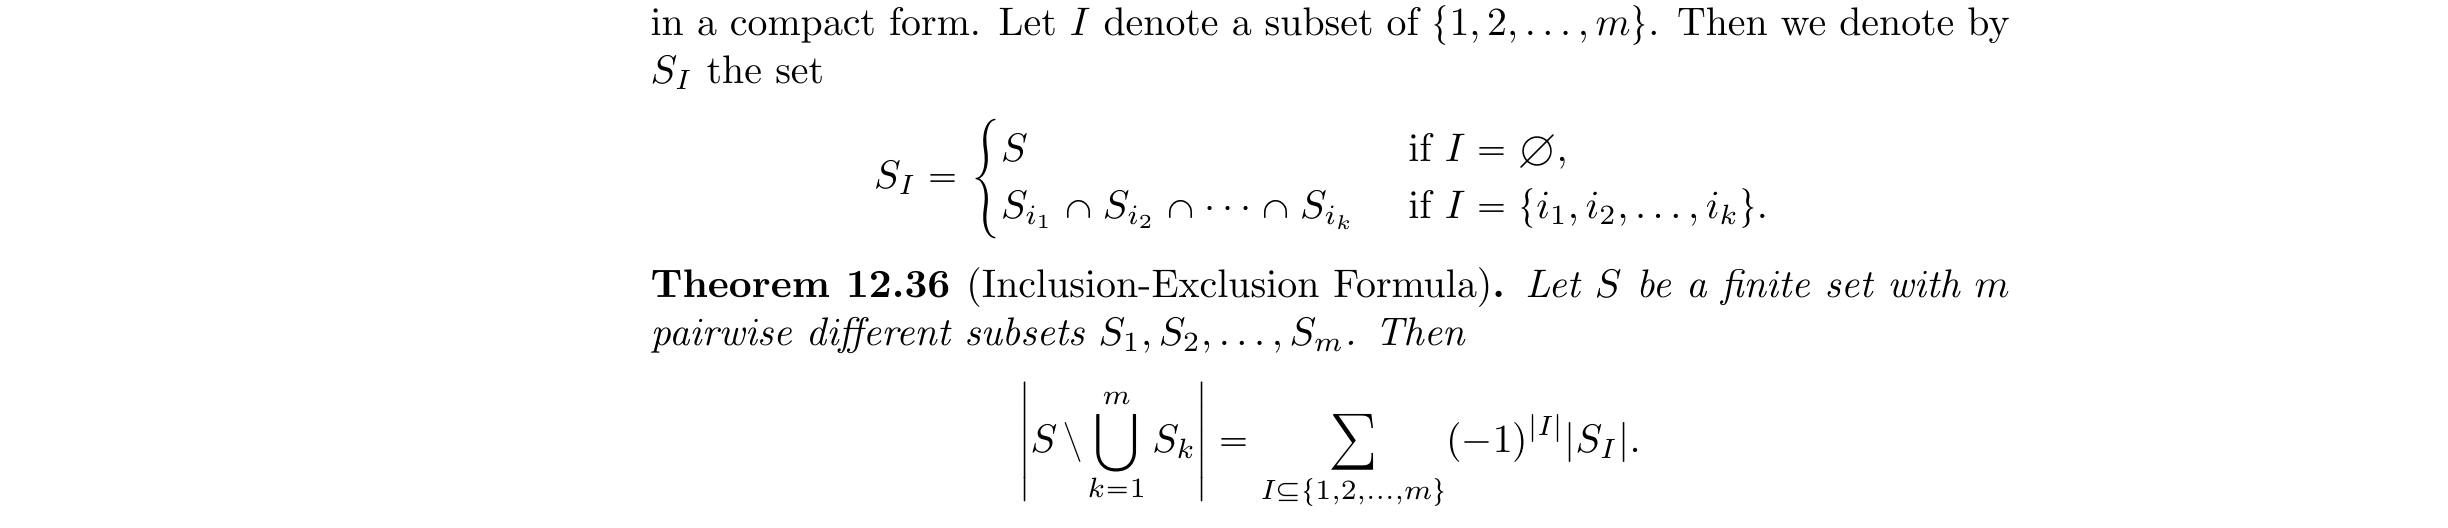 in a compact form. Let I denote a subset of {1, 2, . . . , m}. Then we denote by
S_I the set
S_I = { S if I = ∅,
S_{i_1} ∩ S_{i_2} ∩ · · · ∩ S_{i_k} if I = {i_1, i_2, . . . , i_k}.
Theorem 12.36 (Inclusion-Exclusion Formula). Let S be a finite set with m
pairwise different subsets S_1, S_2, . . . , S_m. Then
|S \ ⋃_{k=1}^{m} S_k| = ∑_{I⊆{1,2,...,m}} (−1)^{|I|}|S_I|.